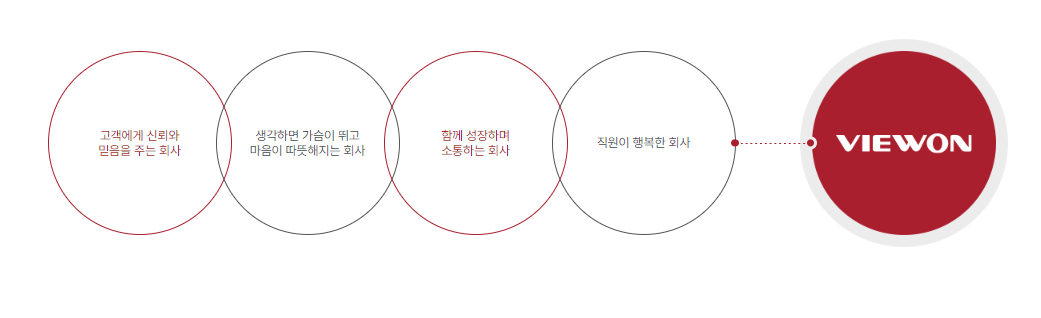 고객에게 신뢰와
믿음을 주는 회사
생각하면 가슴이 뛰고
마음이 따뜻해지는 회사
함께 성장하며
소통하는 회사
직원이 행복한 회사
VIEWON